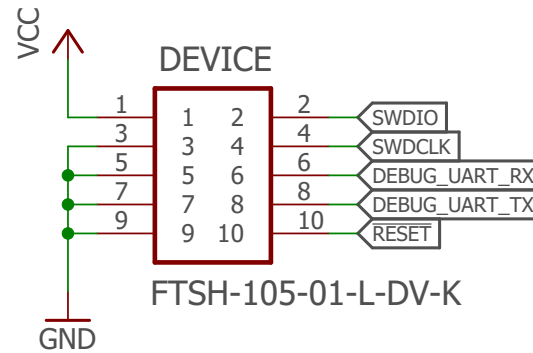 VCC
DEVICE
1 1 2 2 SWDIO
3 3 4 4 SWDCLK
5 5 6 6 DEBUG_UART_RX
7 7 8 8 DEBUG_UART_TX
9 9 10 10 RESET
FTSH-105-01-L-DV-K
GND